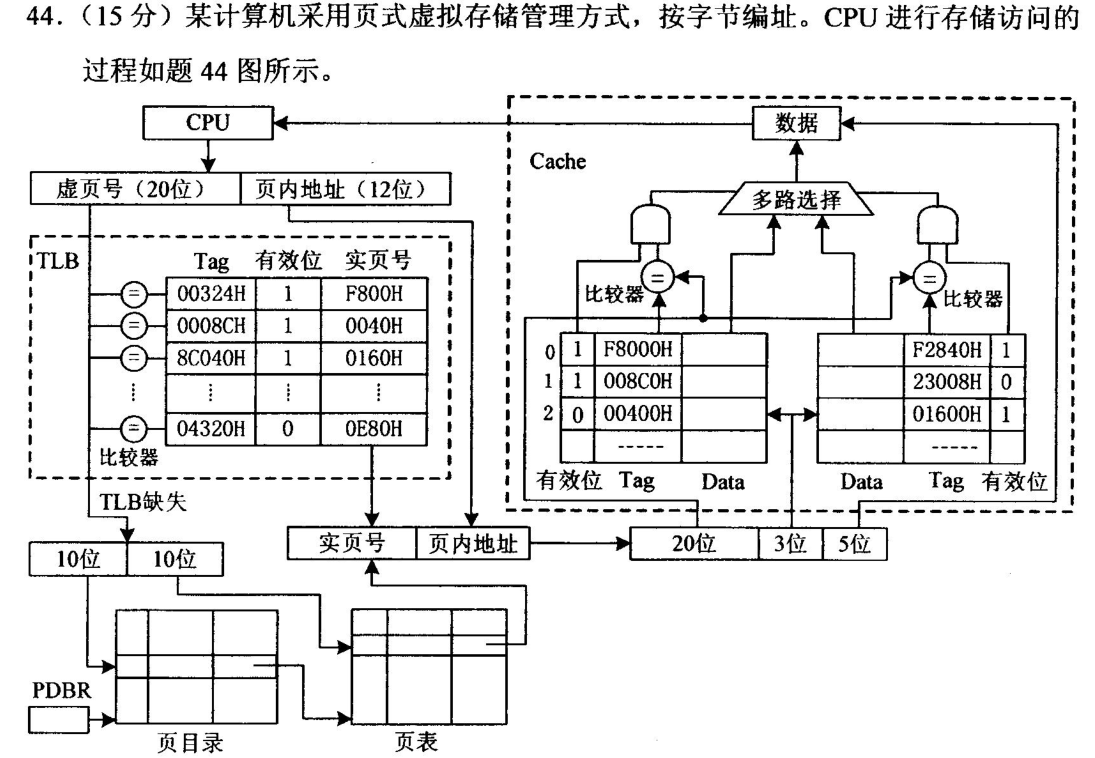 44.（15 分）某计算机采用页式虚拟存储管理方式，按字节编址。CPU 进行存储访问的
过程如题 44 图所示。
CPU
数据
Cache
虚页号（20位）
页内地址（12位）
多路选择
TLB
Tag 有效位 实页号
= 00324H 1 F800H
= 0008CH 1 0040H
= 8C040H 1 0160H
⋮ ⋮ ⋮ ⋮
= 04320H 0 0E80H
比较器
=
比较器
=
比较器
0 1 F8000H
1 1 008C0H
2 0 00400H
-----
F2840H 1
23008H 0
01600H 1
-----
有效位 Tag Data
Data Tag 有效位
TLB缺失
实页号 页内地址
20位 3位 5位
10位 10位
PDBR
页目录
页表